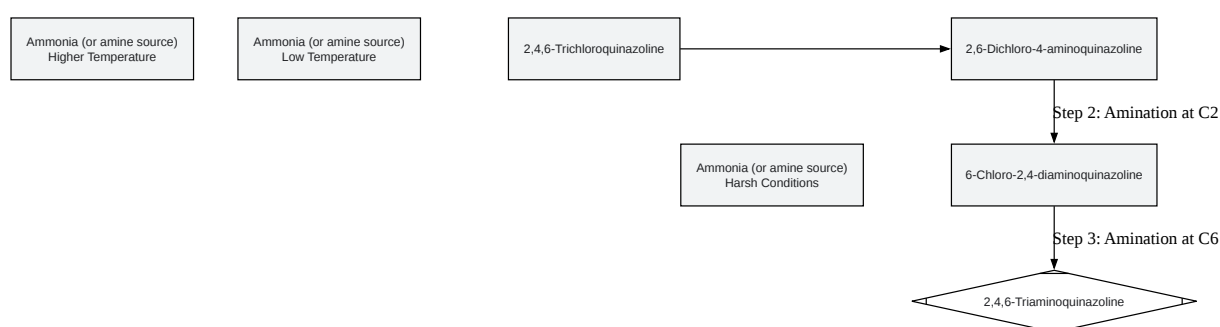 Ammonia (or amine source)
Higher Temperature
Ammonia (or amine source)
Low Temperature
2,4,6-Trichloroquinazoline
2,6-Dichloro-4-aminoquinazoline
Step 2: Amination at C2
Ammonia (or amine source)
Harsh Conditions
6-Chloro-2,4-diaminoquinazoline
Step 3: Amination at C6
2,4,6-Triaminoquinazoline